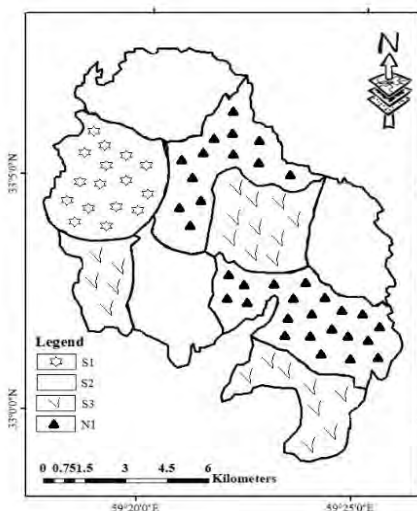 N
33°5'0"N
33°0'0"N
Legend
S1
S2
S3
N1
0 0.751.5 3 4.5 6
Kilometers
59°20'0"E 59°25'0"E